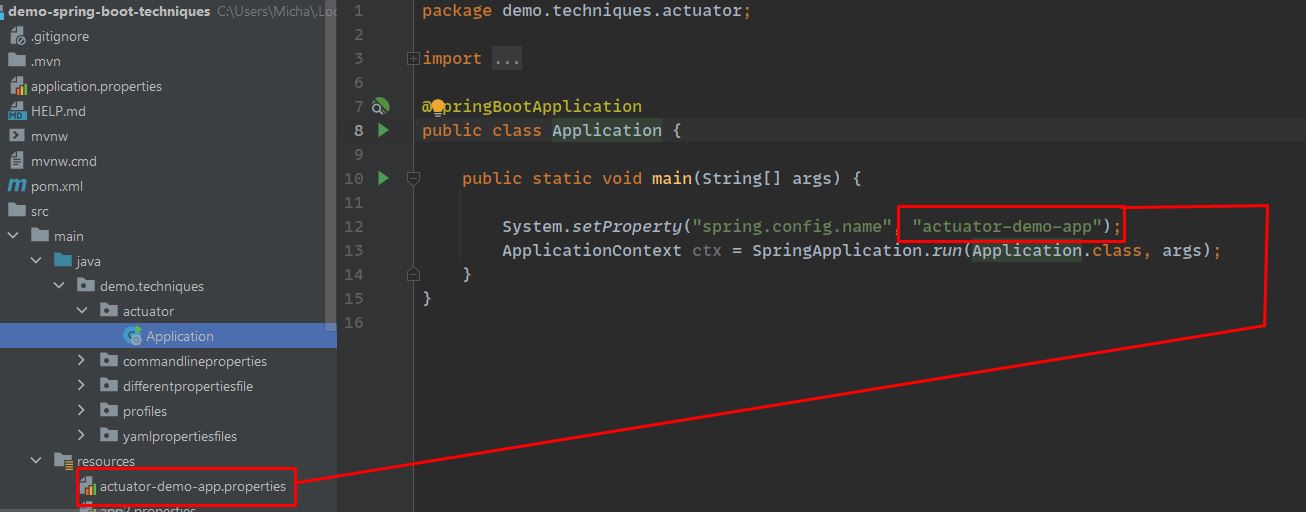 demo-spring-boot-techniques C:\Users\Micha\.Loc
.gitignore
.mvn
application.properties
HELP.md
mvnw
mvnw.cmd
pom.xml
src
main
java
demo.techniques
actuator
Application
commandlineproperties
differentpropertiesfile
profiles
yamlpropertiesfiles
resources
actuator-demo-app.properties
app2.properties
1 package demo.techniques.actuator;
2
3 import ...
6
7 @SpringBootApplication
8 public class Application {
9
10 public static void main(String[] args) {
11
12 System.setProperty("spring.config.name", "actuator-demo-app");
13 ApplicationContext ctx = SpringApplication.run(Application.class, args);
14 }
15 }
16